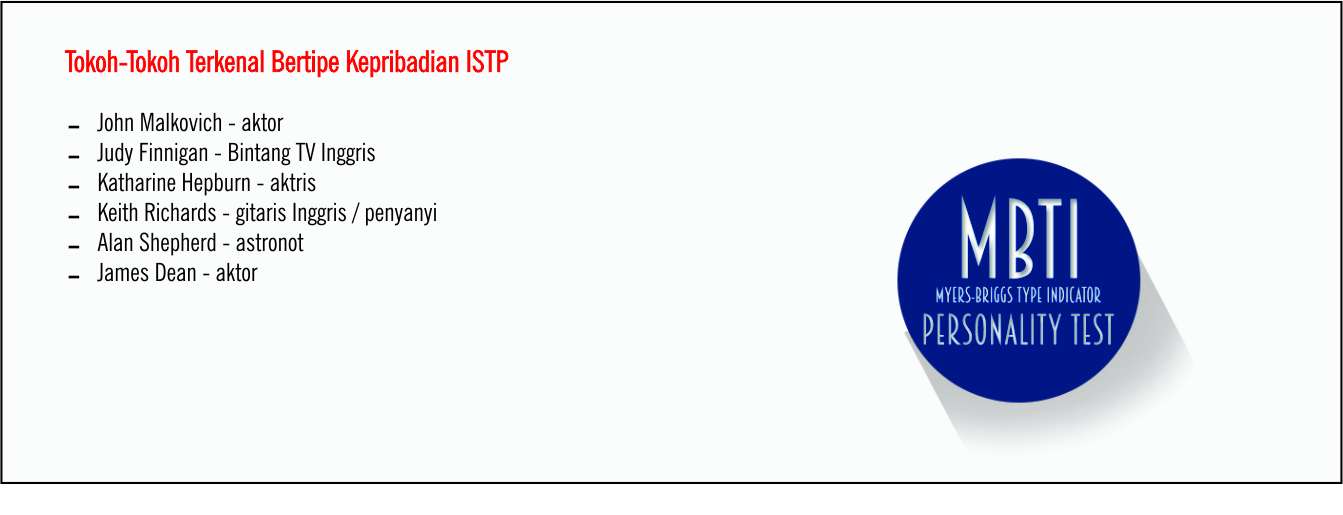 Tokoh-Tokoh Terkenal Bertipe Kepribadian ISTP
- John Malkovich - aktor
- Judy Finnigan - Bintang TV Inggris
- Katharine Hepburn - aktris
- Keith Richards - gitaris Inggris / penyanyi
- Alan Shepherd - astronot
- James Dean - aktor
MBTI
MYERS-BRIGGS TYPE INDICATOR
PERSONALITY TEST